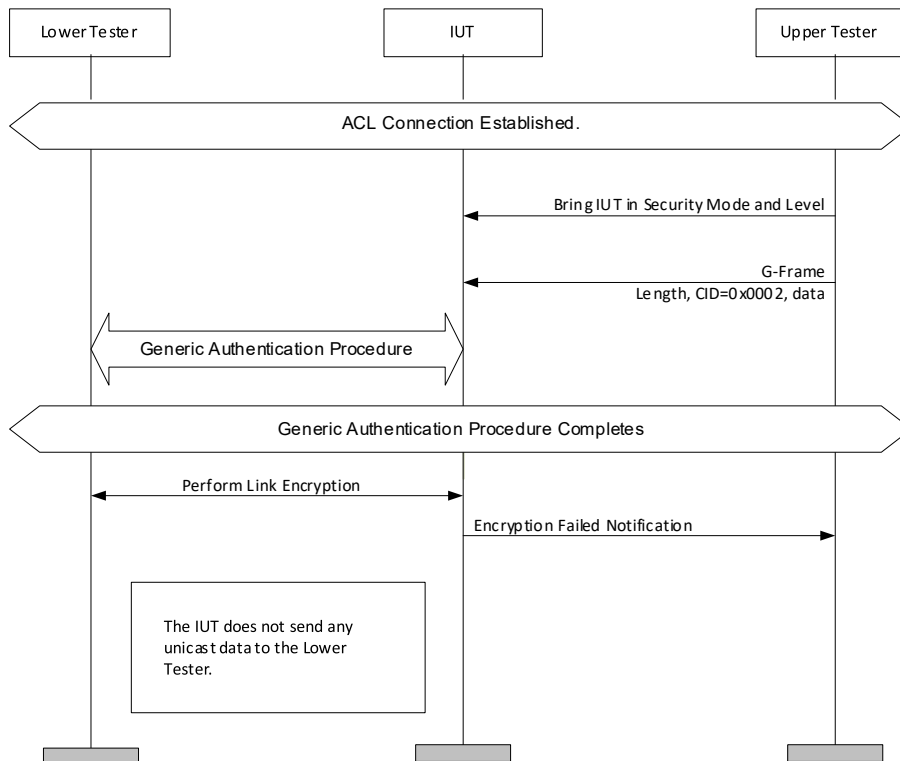 Lower Tester
IUT
Upper Tester
ACL Connection Established.
Bring IUT in Security Mode and Level
G-Frame
Length, CID=0x0002, data
Generic Authentication Procedure
Generic Authentication Procedure Completes
Perform Link Encryption
Encryption Failed Notification
The IUT does not send any
unicast data to the Lower
Tester.